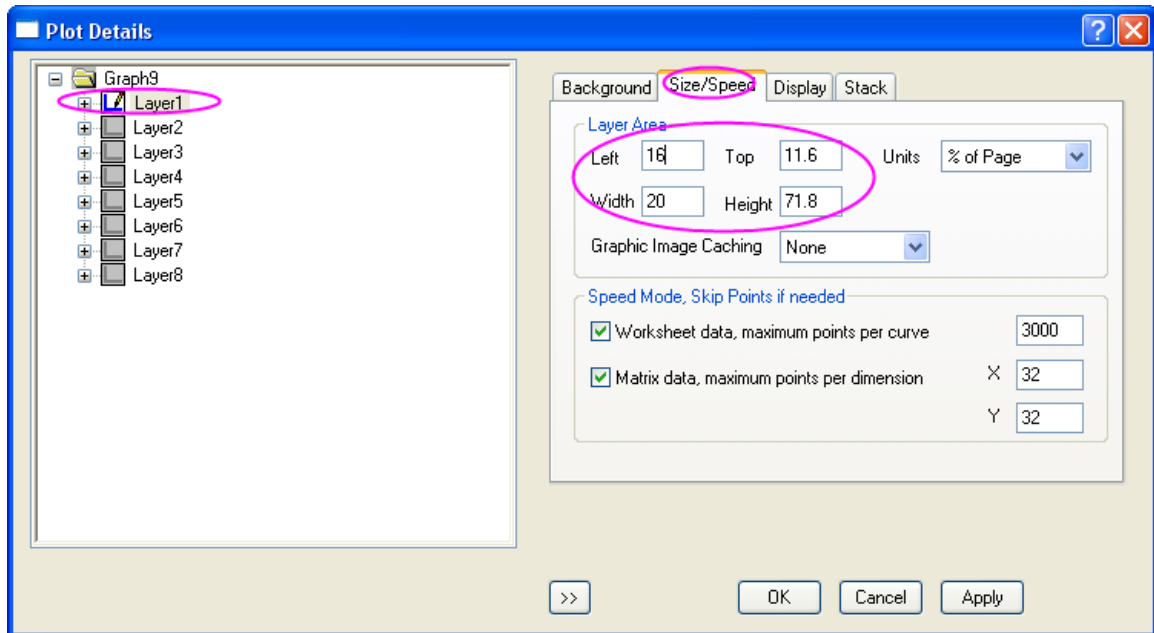 Plot Details
Graph9
Layer1
Layer2
Layer3
Layer4
Layer5
Layer6
Layer7
Layer8
Background Size/Speed Display Stack
Layer Area
Left 16 Top 11.6 Units % of Page
Width 20 Height 71.8
Graphic Image Caching None
Speed Mode, Skip Points if needed
Worksheet data, maximum points per curve 3000
Matrix data, maximum points per dimension X 32
Y 32
>> OK Cancel Apply